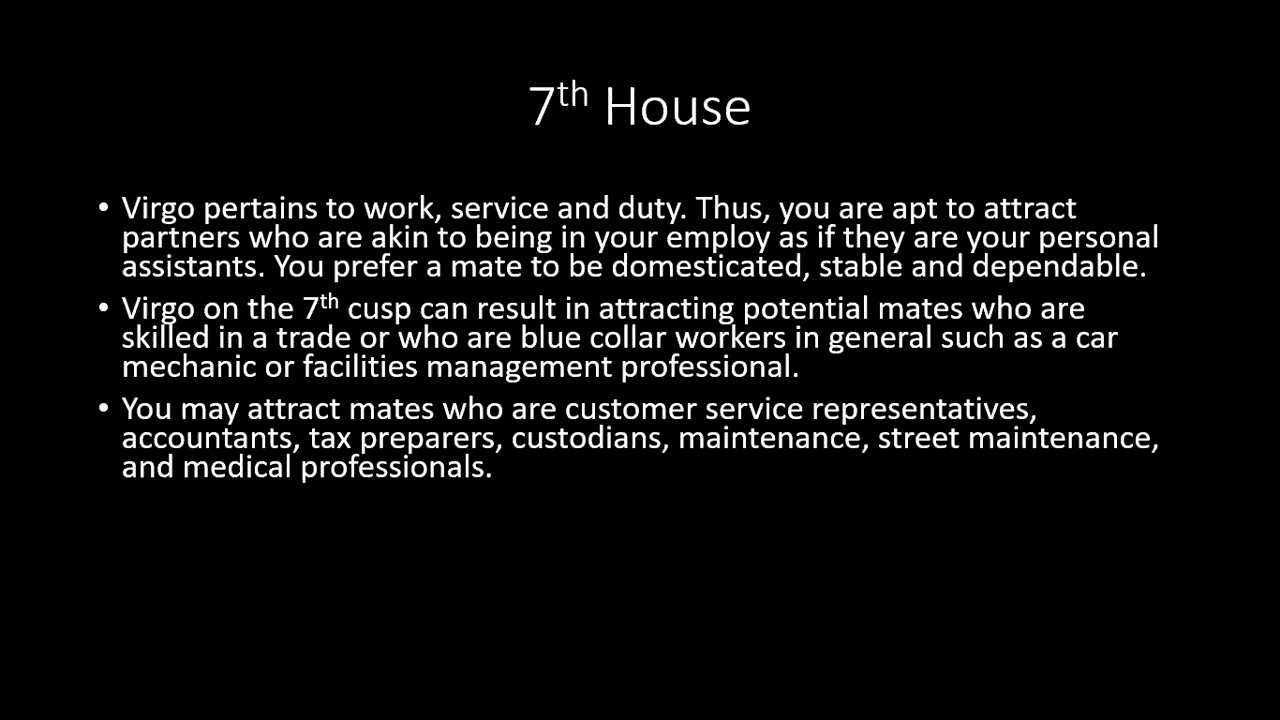 7th House
• Virgo pertains to work, service and duty. Thus, you are apt to attract
partners who are akin to being in your employ as if they are your personal
assistants. You prefer a mate to be domesticated, stable and dependable.
• Virgo on the 7th cusp can result in attracting potential mates who are
skilled in a trade or who are blue collar workers in general such as a car
mechanic or facilities management professional.
• You may attract mates who are customer service representatives,
accountants, tax preparers, custodians, maintenance, street maintenance,
and medical professionals.